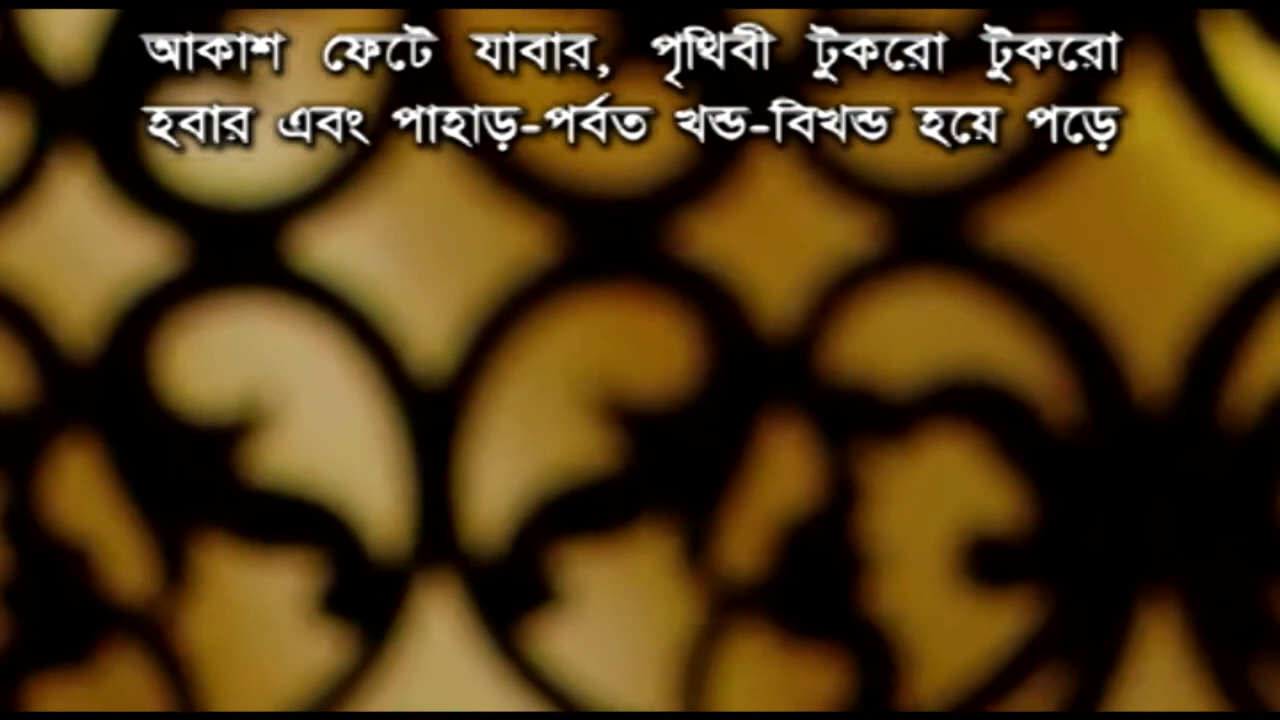 আকাশ ফেটে যাবার, পৃথিবী টুকরো টুকরো
হবার এবং পাহাড়-পর্বত খন্ড-বিখন্ড হয়ে পড়ে